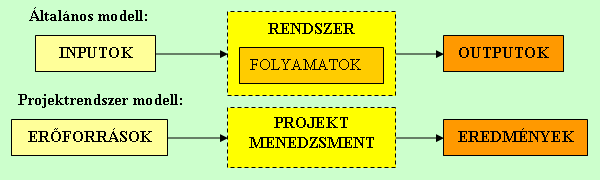 Általános modell:
RENDSZER
INPUTOK
FOLYAMATOK
OUTPUTOK
Projektrendszer modell:
ERŐFORRÁSOK
PROJEKT
MENEDZSMENT
EREDMÉNYEK